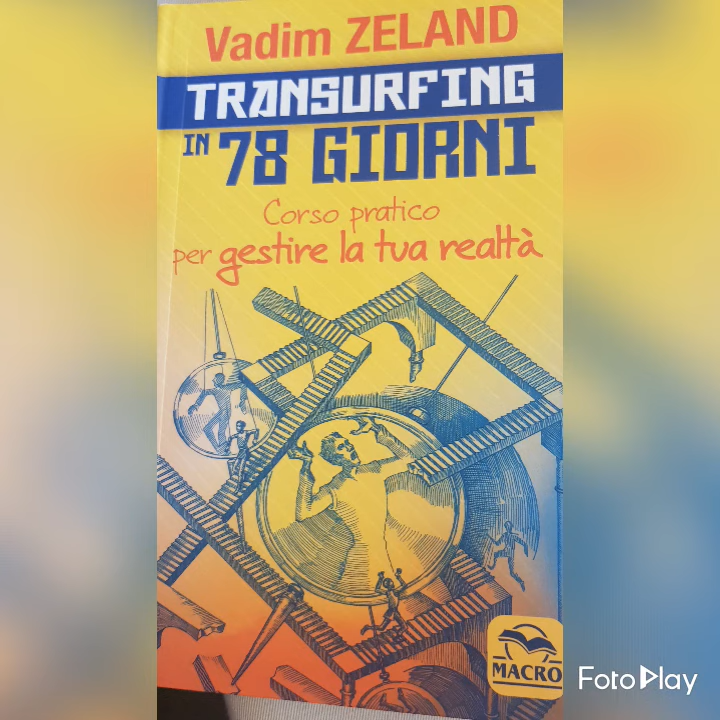 Vadim ZELAND
TRANSURFING
IN 78 GIORNI
Corso pratico
per gestire la tua realtà
MACRO
FotoPlay